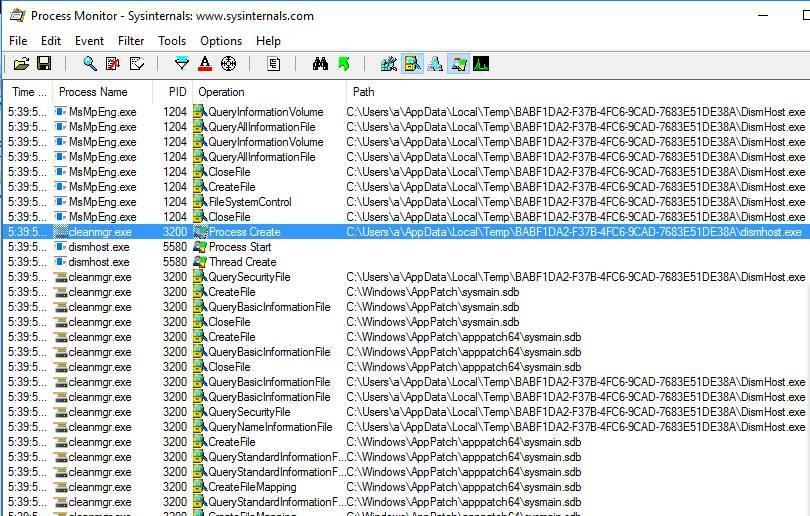 Process Monitor - Sysinternals: www.sysinternals.com
File Edit Event Filter Tools Options Help
Time ... Process Name PID Operation Path
5:39:5... MsMpEng.exe 1204 QueryInformationVolume C:\Users\a\AppData\Local\Temp\BABF1DA2-F37B-4FC6-9CAD-7683E51DE38A\DismHost.exe
5:39:5... MsMpEng.exe 1204 QueryAllInformationFile C:\Users\a\AppData\Local\Temp\BABF1DA2-F37B-4FC6-9CAD-7683E51DE38A\DismHost.exe
5:39:5... MsMpEng.exe 1204 QueryInformationVolume C:\Users\a\AppData\Local\Temp\BABF1DA2-F37B-4FC6-9CAD-7683E51DE38A\DismHost.exe
5:39:5... MsMpEng.exe 1204 QueryAllInformationFile C:\Users\a\AppData\Local\Temp\BABF1DA2-F37B-4FC6-9CAD-7683E51DE38A\DismHost.exe
5:39:5... MsMpEng.exe 1204 CloseFile C:\Users\a\AppData\Local\Temp\BABF1DA2-F37B-4FC6-9CAD-7683E51DE38A\DismHost.exe
5:39:5... MsMpEng.exe 1204 CreateFile C:\Users\a\AppData\Local\Temp\BABF1DA2-F37B-4FC6-9CAD-7683E51DE38A\DismHost.exe
5:39:5... MsMpEng.exe 1204 FileSystemControl C:\Users\a\AppData\Local\Temp\BABF1DA2-F37B-4FC6-9CAD-7683E51DE38A\DismHost.exe
5:39:5... MsMpEng.exe 1204 CloseFile C:\Users\a\AppData\Local\Temp\BABF1DA2-F37B-4FC6-9CAD-7683E51DE38A\DismHost.exe
5:39:5... cleanmgr.exe 3200 Process Create C:\Users\a\AppData\Local\Temp\BABF1DA2-F37B-4FC6-9CAD-7683E51DE38A\dismhost.exe
5:39:5... dismhost.exe 5580 Process Start
5:39:5... dismhost.exe 5580 Thread Create
5:39:5... cleanmgr.exe 3200 QuerySecurityFile C:\Users\a\AppData\Local\Temp\BABF1DA2-F37B-4FC6-9CAD-7683E51DE38A\DismHost.exe
5:39:5... cleanmgr.exe 3200 CreateFile C:\Windows\AppPatch\sysmain.sdb
5:39:5... cleanmgr.exe 3200 QueryBasicInformationFile C:\Windows\AppPatch\sysmain.sdb
5:39:5... cleanmgr.exe 3200 CloseFile C:\Windows\AppPatch\sysmain.sdb
5:39:5... cleanmgr.exe 3200 CreateFile C:\Windows\AppPatch\apppatch64\sysmain.sdb
5:39:5... cleanmgr.exe 3200 QueryBasicInformationFile C:\Windows\AppPatch\apppatch64\sysmain.sdb
5:39:5... cleanmgr.exe 3200 CloseFile C:\Windows\AppPatch\apppatch64\sysmain.sdb
5:39:5... cleanmgr.exe 3200 QueryBasicInformationFile C:\Users\a\AppData\Local\Temp\BABF1DA2-F37B-4FC6-9CAD-7683E51DE38A\DismHost.exe
5:39:5... cleanmgr.exe 3200 QueryBasicInformationFile C:\Users\a\AppData\Local\Temp\BABF1DA2-F37B-4FC6-9CAD-7683E51DE38A\DismHost.exe
5:39:5... cleanmgr.exe 3200 QuerySecurityFile C:\Users\a\AppData\Local\Temp\BABF1DA2-F37B-4FC6-9CAD-7683E51DE38A\DismHost.exe
5:39:5... cleanmgr.exe 3200 QueryNameInformationFile C:\Users\a\AppData\Local\Temp\BABF1DA2-F37B-4FC6-9CAD-7683E51DE38A\DismHost.exe
5:39:5... cleanmgr.exe 3200 CreateFile C:\Windows\AppPatch\apppatch64\sysmain.sdb
5:39:5... cleanmgr.exe 3200 QueryStandardInformationF... C:\Windows\AppPatch\apppatch64\sysmain.sdb
5:39:5... cleanmgr.exe 3200 QueryStandardInformationF... C:\Windows\AppPatch\apppatch64\sysmain.sdb
5:39:5... cleanmgr.exe 3200 CreateFileMapping C:\Windows\AppPatch\apppatch64\sysmain.sdb
5:39:5... cleanmgr.exe 3200 QueryStandardInformationF... C:\Windows\AppPatch\apppatch64\sysmain.sdb